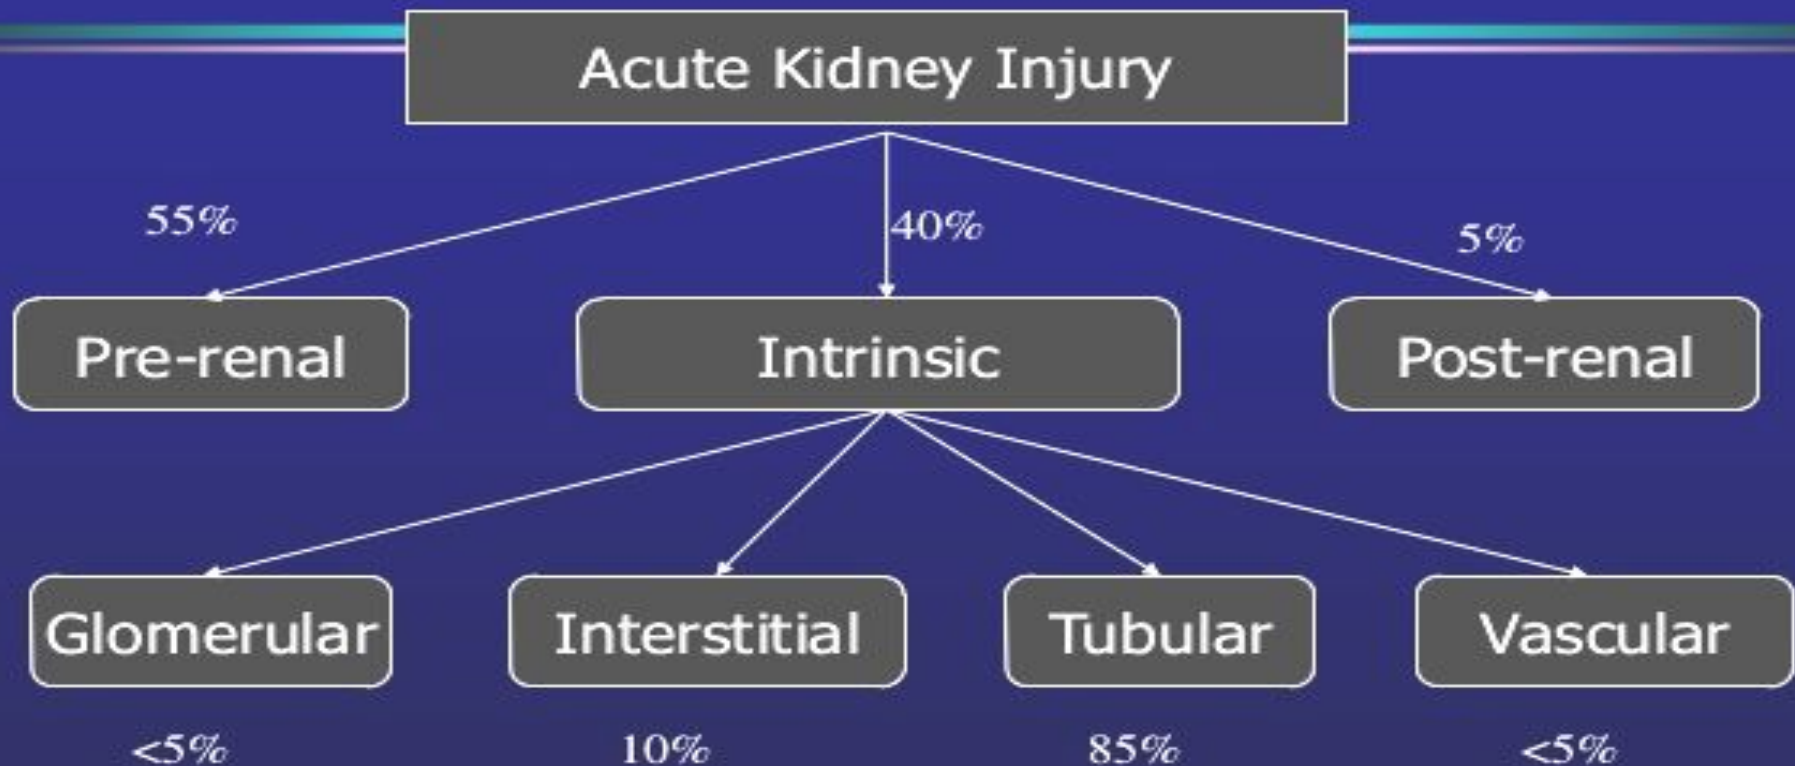 Acute Kidney Injury
55%
40%
5%
Pre-renal
Intrinsic
Post-renal
Glomerular
Interstitial
Tubular
Vascular
<5%
10%
85%
<5%